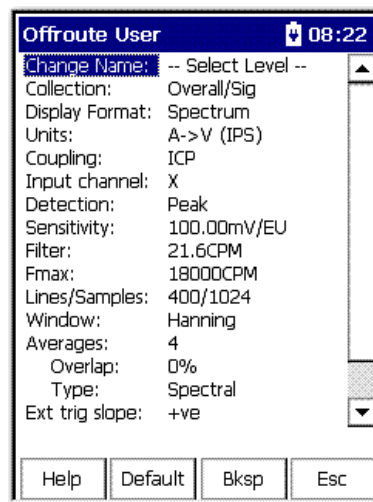 Offroute User 08:22
Change Name: -- Select Level --
Collection: Overall/Sig
Display Format: Spectrum
Units: A->V (IPS)
Coupling: ICP
Input channel: X
Detection: Peak
Sensitivity: 100.00mV/EU
Filter: 21.6CPM
Fmax: 18000CPM
Lines/Samples: 400/1024
Window: Hanning
Averages: 4
Overlap: 0%
Type: Spectral
Ext trig slope: +ve
Help Default Bksp Esc